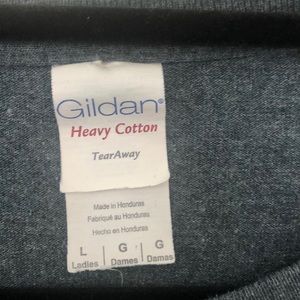 Gildan®
Heavy Cotton
TearAway
Made in Honduras
Fabriqué au Honduras
Hecho en Honduras
L G G
Ladies Dames Damas